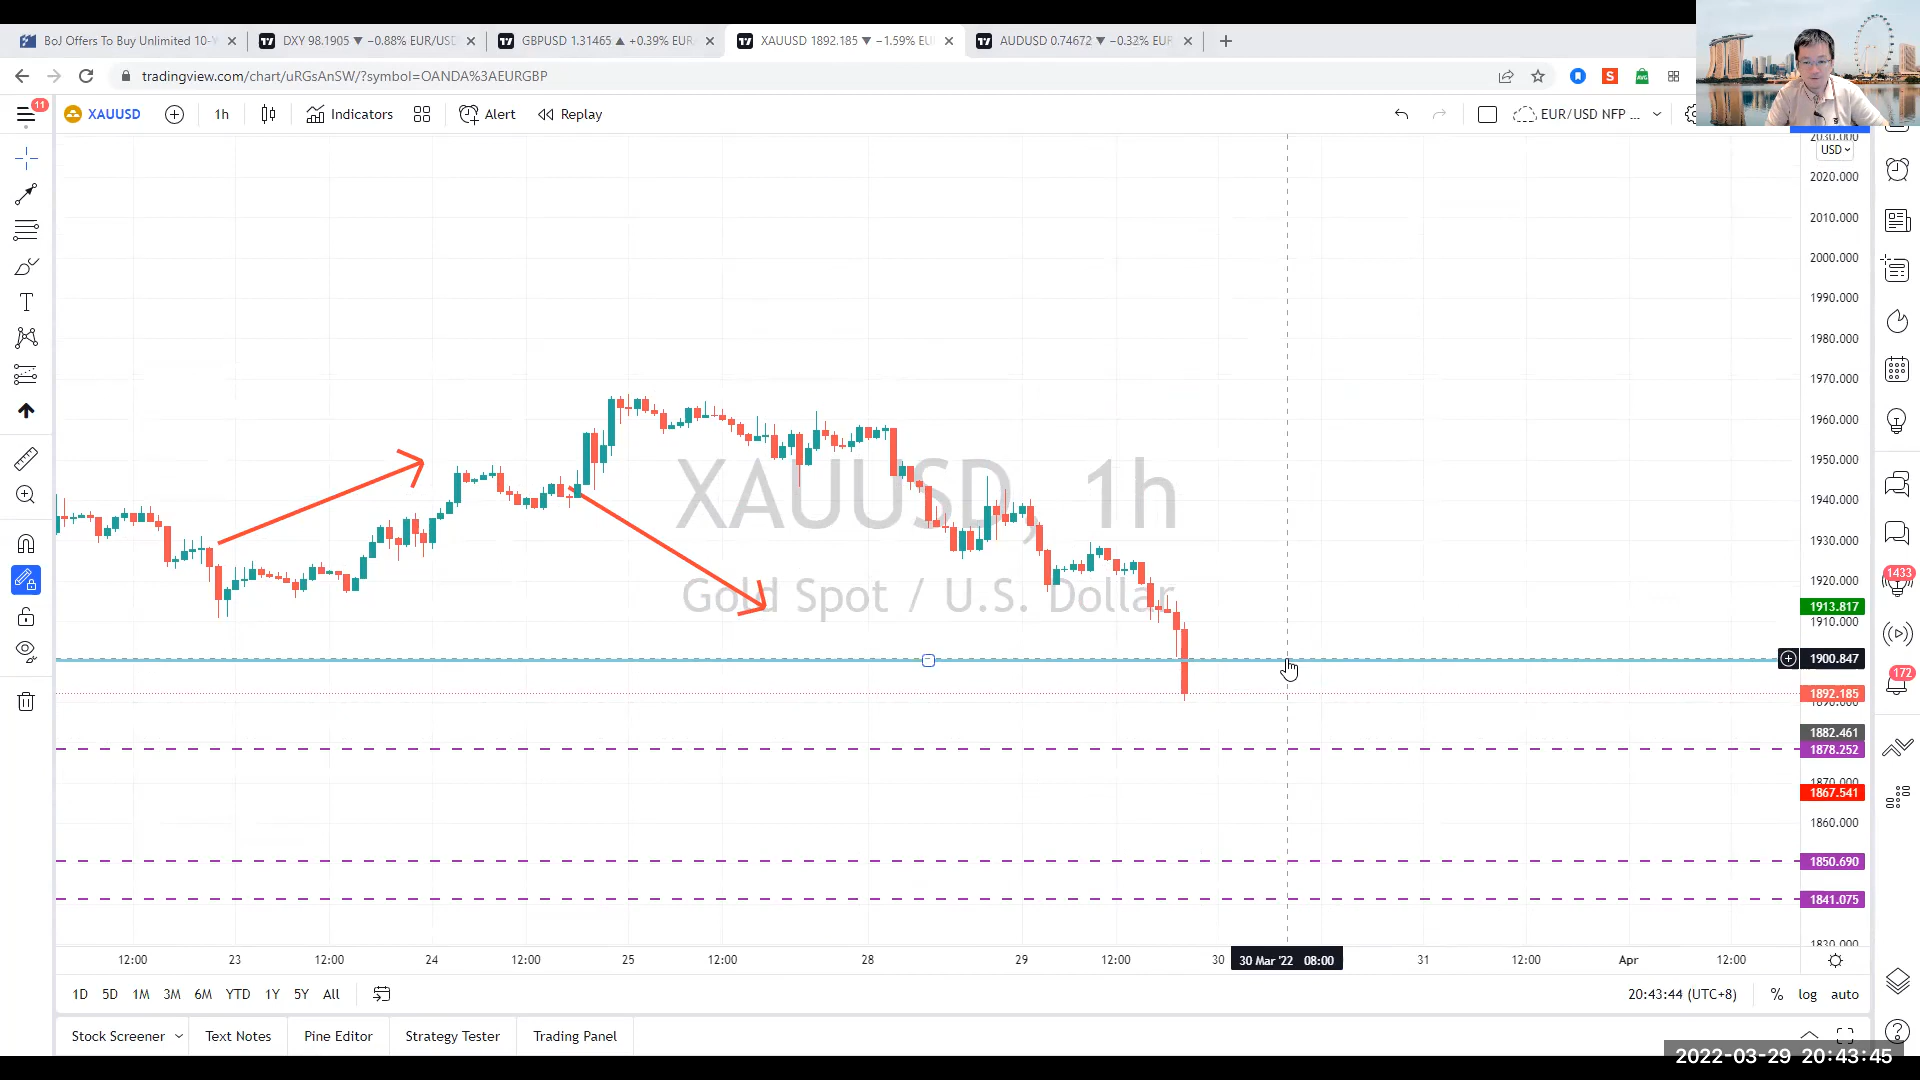 BoJ Offers To Buy Unlimited 10-Y
DXY 98.1905 ▼ −0.88% EUR/USD
GBPUSD 1.31465 ▲ +0.39% EUR
XAUUSD 1892.185 ▼ −1.59% EU
AUDUSD 0.74672 ▼ −0.32% EUR
tradingview.com/chart/uRGsAnSW/?symbol=OANDA%3AEURGBP
11
XAUUSD
1h
Indicators
Alert
Replay
EUR/USD NFP ...
2030.000
USD
2020.000
2010.000
2000.000
1990.000
1980.000
1970.000
1960.000
1950.000
1940.000
1930.000
1920.000
1913.817
1910.000
1900.847
1892.185
1890.000
1882.461
1878.252
1870.000
1867.541
1860.000
1850.690
1841.075
1830.000
XAUUSD, 1h
Gold Spot / U.S. Dollar
1433
172
12:00 23 12:00 24 12:00 25 12:00 28 29 12:00 30 30 Mar '22 08:00 31 12:00 Apr 12:00
1D 5D 1M 3M 6M YTD 1Y 5Y All
20:43:44 (UTC+8) % log auto
Stock Screener Text Notes Pine Editor Strategy Tester Trading Panel
2022-03-29 20:43:45